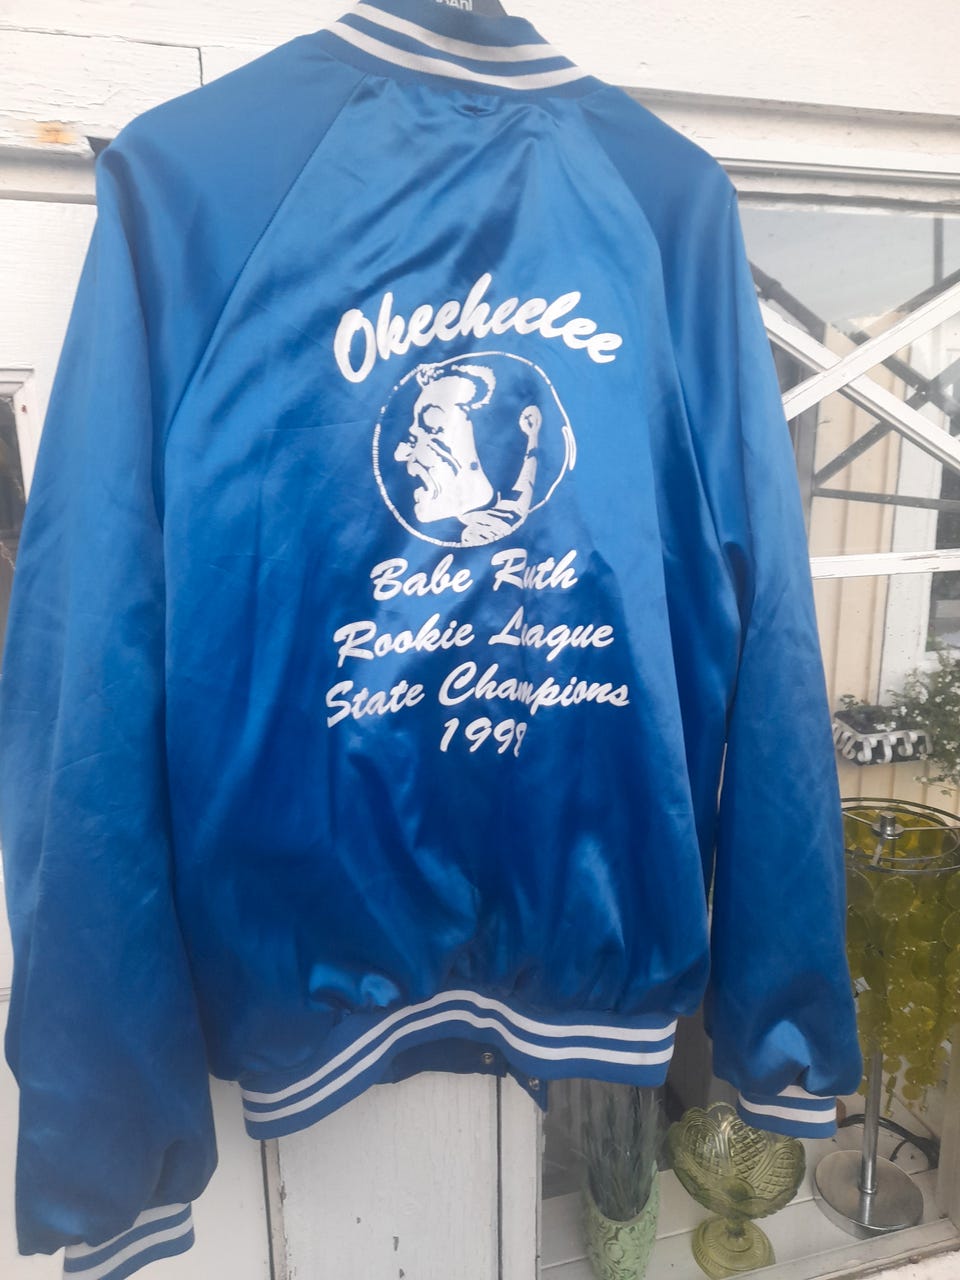 Okeeheelee
Babe Ruth
Rookie League
State Champions